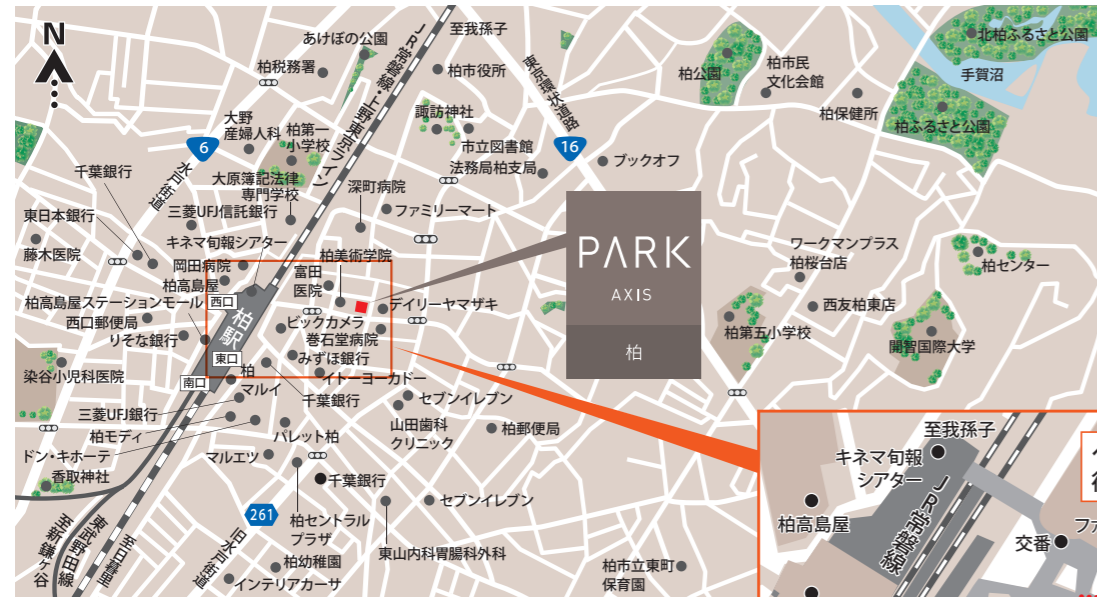 N
あけぼの公園
柏税務署
JR常磐線・上野東京ライン
至我孫子
柏市役所
東京環状道路
柏公園
柏市民
文化会館
柏保健所
北柏ふるさと公園
手賀沼
柏ふるさと公園
大野
産婦人科
柏第一
小学校
諏訪神社
市立図書館
法務局柏支局
16
ブックオフ
6
水戸街道
千葉銀行
大原簿記法律
専門学校
深町病院
ファミリーマート
東日本銀行
三菱UFJ信託銀行
キネマ旬報シアター
柏美術学院
藤木医院
岡田病院
柏高島屋
富田
医院
デイリーヤマザキ
PARK
AXIS
柏
ワークマンプラス
柏桜台店
柏センター
西友柏東店
柏第五小学校
開智国際大学
柏高島屋ステーションモール
西口
柏駅
東口
南口
西口郵便局
りそな銀行
ビックカメラ
巻石堂病院
みずほ銀行
イトーヨーカドー
染谷小児科医院
柏
マルイ
千葉銀行
セブンイレブン
三菱UFJ銀行
柏モディ
パレット柏
山田歯科
クリニック
柏郵便局
ドン・キホーテ
マルエツ
香取神社
千葉銀行
261
セブンイレブン
柏セントラル
プラザ
東山内科胃腸科外科
東武野田線
至新鎌ヶ谷
至日暮里
旧水戸街道
柏幼稚園
インテリアカーサ
柏市立東町
保育園
至我孫子
キネマ旬報
シアター
JR常磐線
柏高島屋
交番